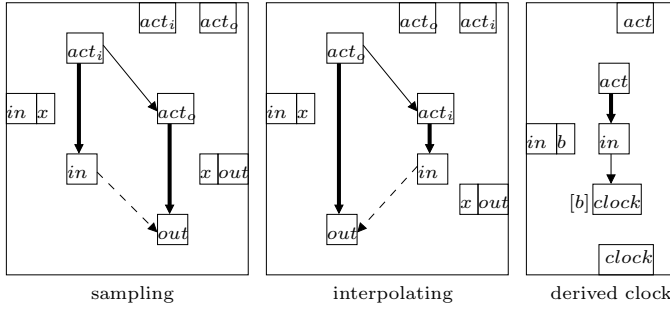 act_i act_o
act_i
act_o
in x
in
x out
out
sampling
act_o act_i
act_o
act_i
in x
in
x out
out
interpolating
act
act
in b
in
[b] clock
clock
derived clock